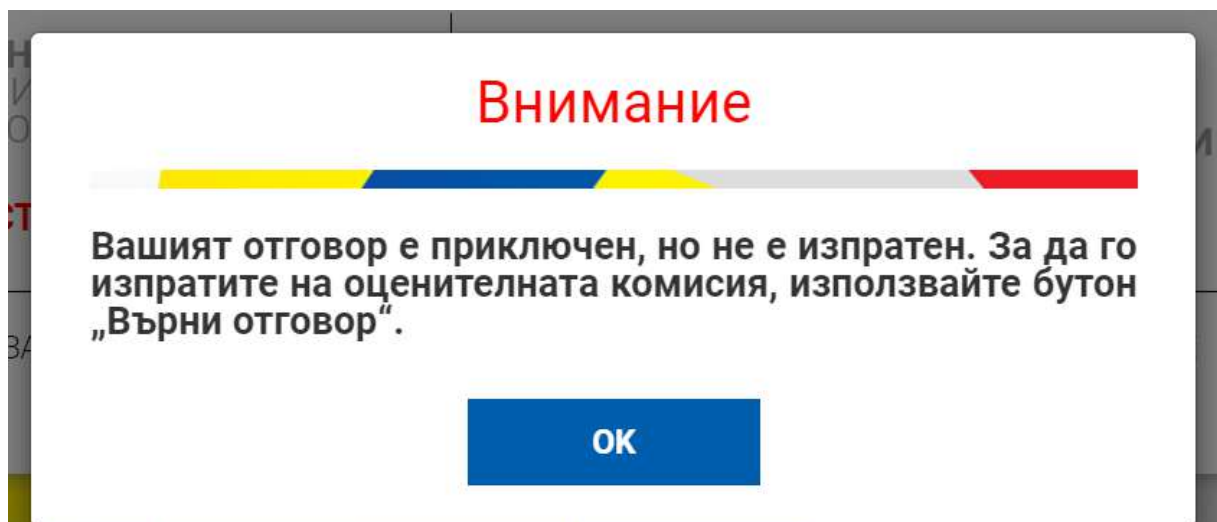 Внимание
Вашият отговор е приключен, но не е изпратен. За да го
изпратите на оценителната комисия, използвайте бутон
„Върни отговор“.
OK